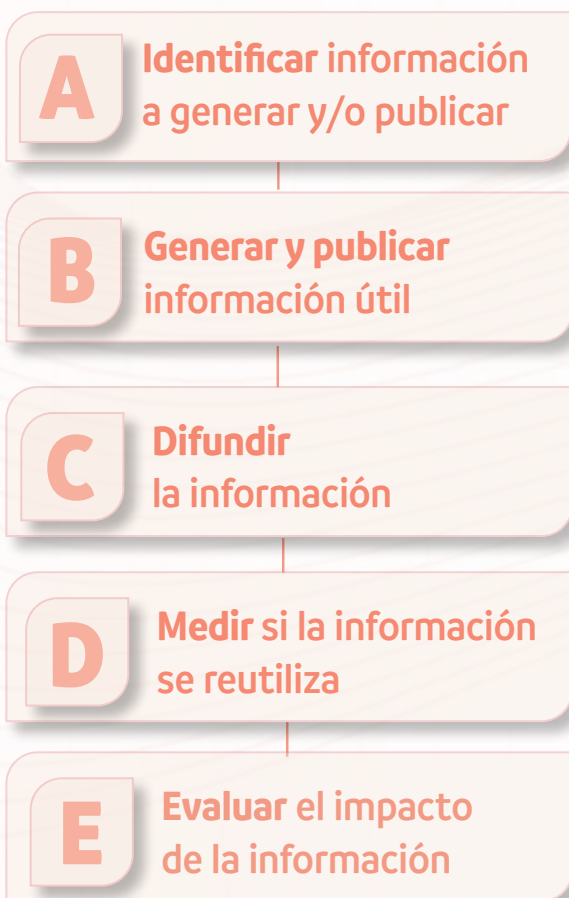 A
Identificar información
a generar y/o publicar
B
Generar y publicar
información útil
C
Difundir
la información
D
Medir si la información
se reutiliza
E
Evaluar el impacto
de la información